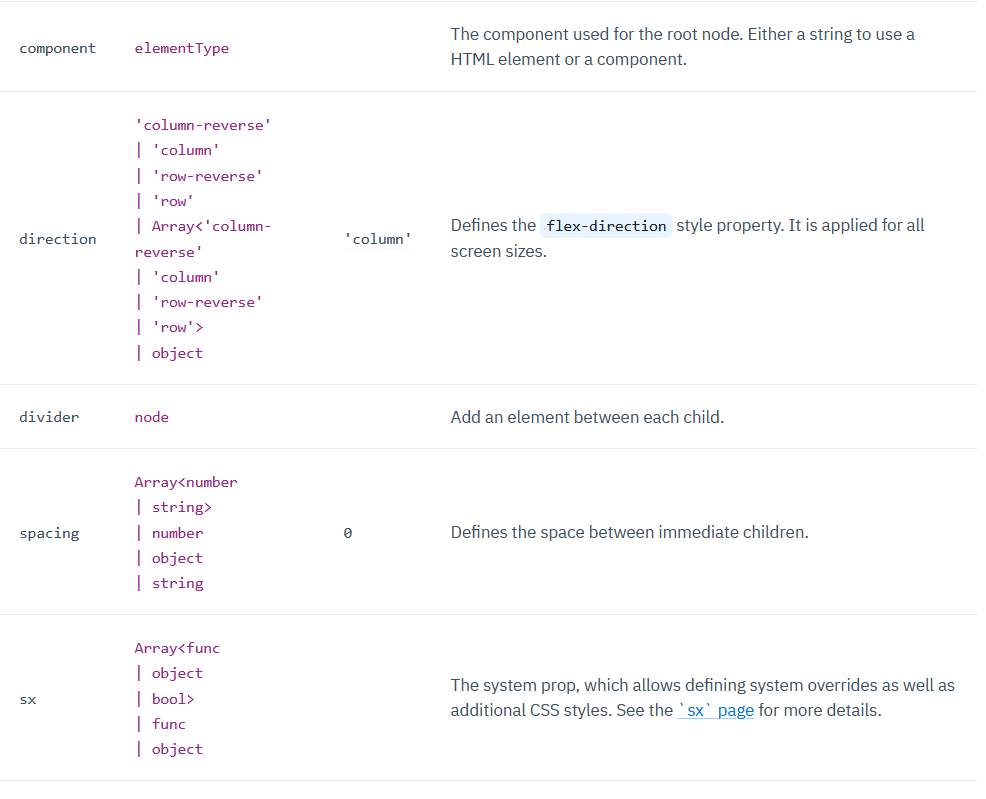 component elementType The component used for the root node. Either a string to use a
HTML element or a component.
'column-reverse'
| 'column'
| 'row-reverse'
| 'row'
| Array<'column-
reverse'
| 'column'
| 'row-reverse'
| 'row'>
| object
direction 'column' Defines the flex-direction style property. It is applied for all
screen sizes.
divider node Add an element between each child.
Array<number
| string>
| number
| object
| string
spacing 0 Defines the space between immediate children.
Array<func
| object
| bool>
| func
| object
sx The system prop, which allows defining system overrides as well as
additional CSS styles. See the `sx` page for more details.